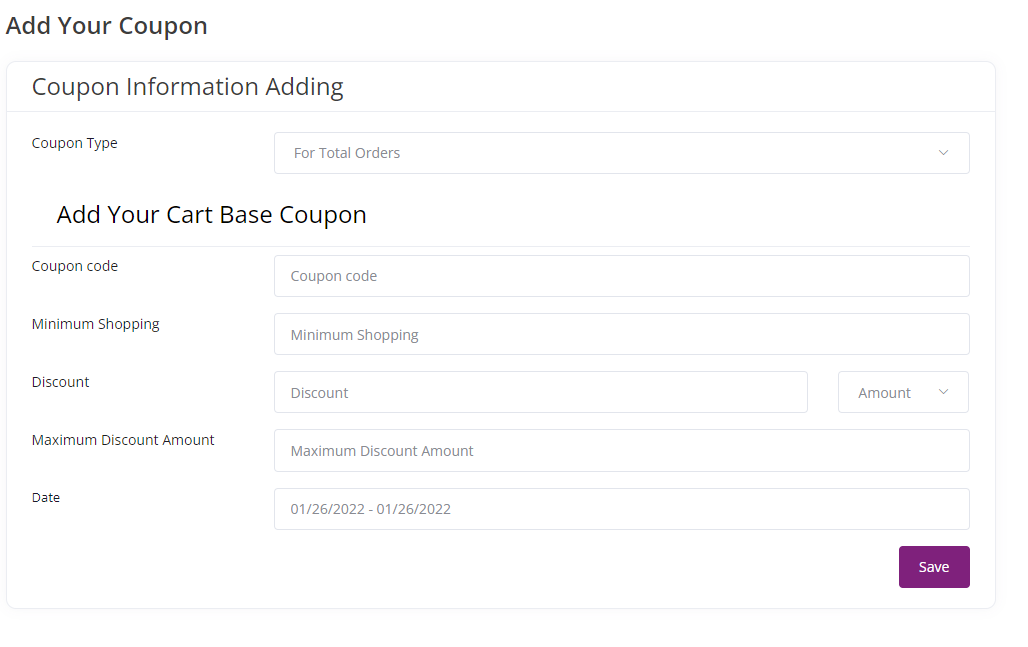 Add Your Coupon
Coupon Information Adding
Coupon Type
For Total Orders
Add Your Cart Base Coupon
Coupon code
Coupon code
Minimum Shopping
Minimum Shopping
Discount
Discount
Amount
Maximum Discount Amount
Maximum Discount Amount
Date
01/26/2022 - 01/26/2022
Save